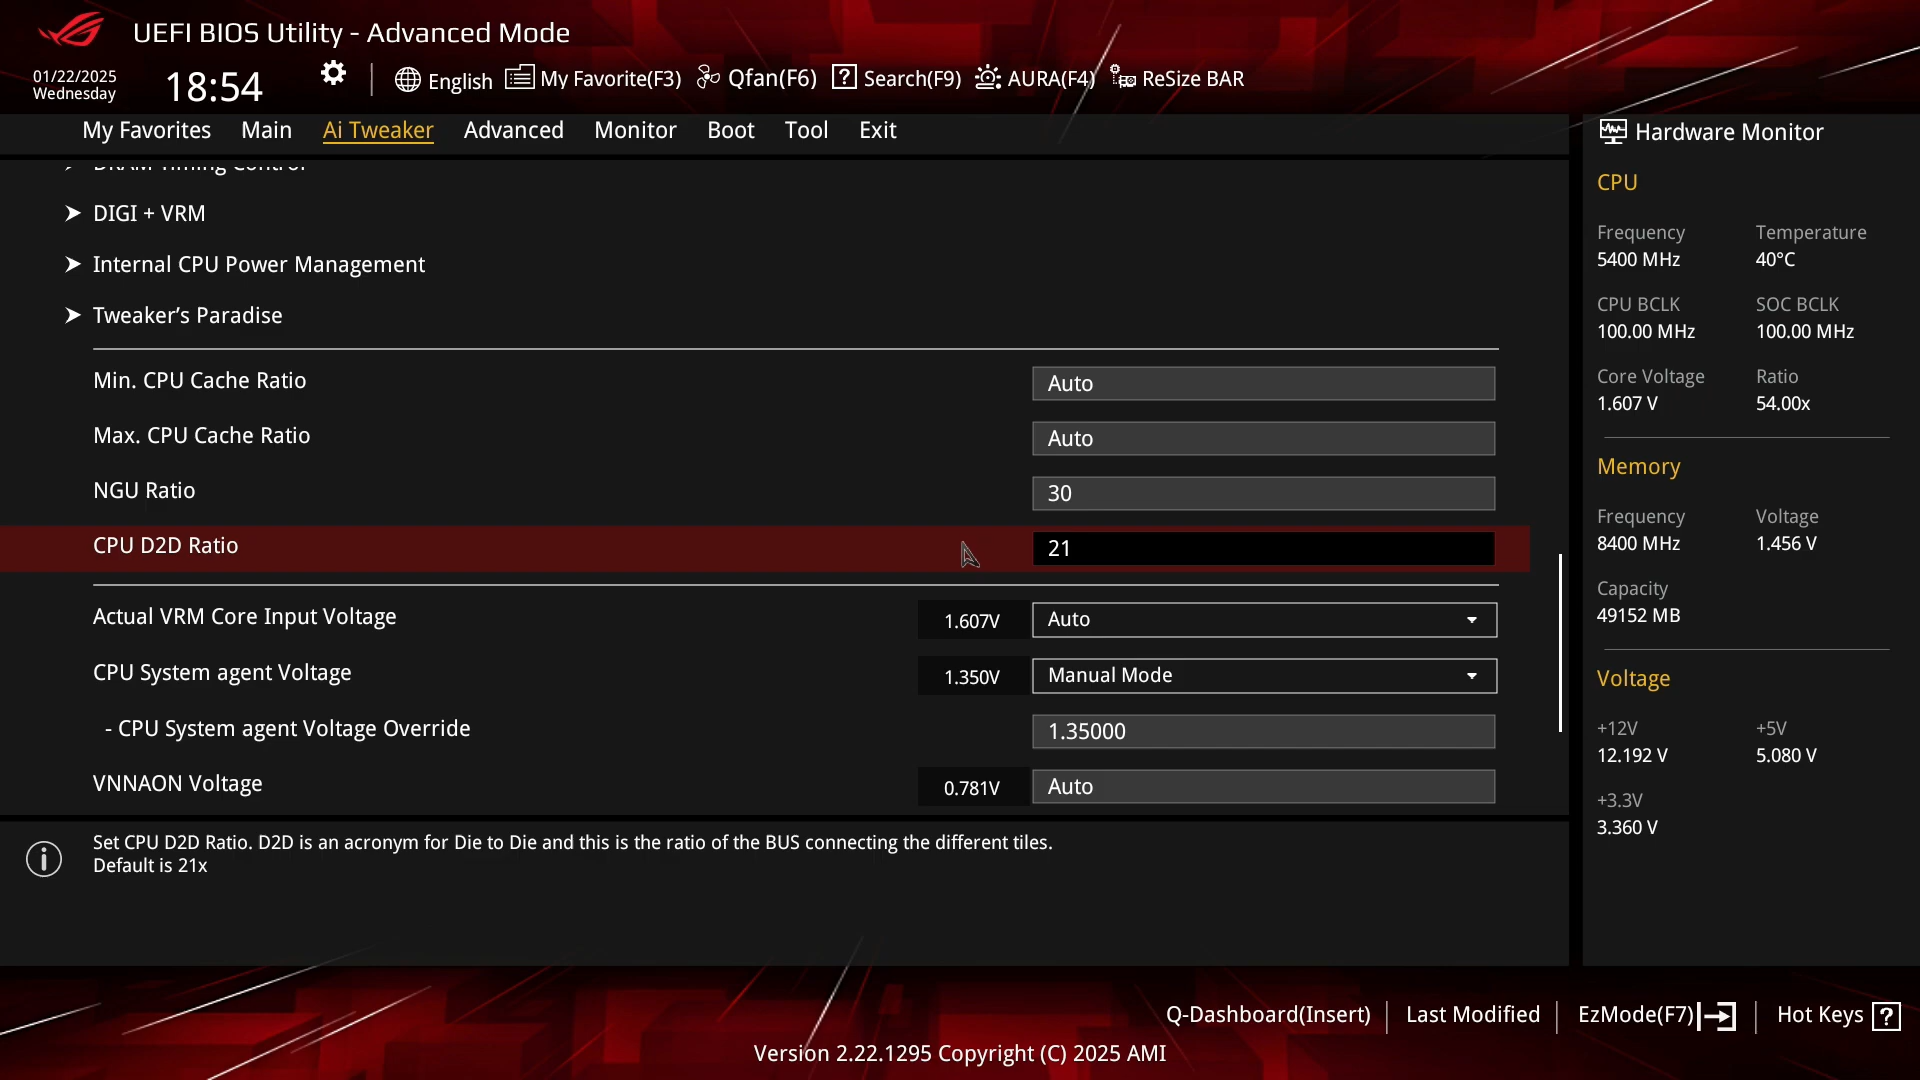 UEFI BIOS Utility - Advanced Mode
01/22/2025
Wednesday
18:54
English
My Favorite(F3)
Qfan(F6)
Search(F9)
AURA(F4)
ReSize BAR
My Favorites
Main
Ai Tweaker
Advanced
Monitor
Boot
Tool
Exit
DRAM Timing Control
DIGI + VRM
Internal CPU Power Management
Tweaker's Paradise
Min. CPU Cache Ratio
Auto
Max. CPU Cache Ratio
Auto
NGU Ratio
30
CPU D2D Ratio
21
Actual VRM Core Input Voltage
1.607V
Auto
CPU System agent Voltage
1.350V
Manual Mode
- CPU System agent Voltage Override
1.35000
VNNAON Voltage
0.781V
Auto
Set CPU D2D Ratio. D2D is an acronym for Die to Die and this is the ratio of the BUS connecting the different tiles.
Default is 21x
Hardware Monitor
CPU
Frequency
Temperature
5400 MHz
40°C
CPU BCLK
SOC BCLK
100.00 MHz
100.00 MHz
Core Voltage
Ratio
1.607 V
54.00x
Memory
Frequency
Voltage
8400 MHz
1.456 V
Capacity
49152 MB
Voltage
+12V
+5V
12.192 V
5.080 V
+3.3V
3.360 V
Q-Dashboard(Insert)
Last Modified
EzMode(F7)
Hot Keys ?
Version 2.22.1295 Copyright (C) 2025 AMI